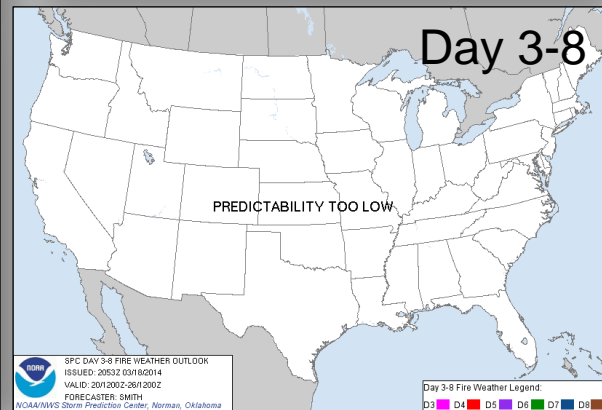 Day 3-8
PREDICTABILITY TOO LOW
NOAA
SPC DAY 3-8 FIRE WEATHER OUTLOOK
ISSUED: 2053Z 03/18/2014
VALID: 20/1200Z-26/1200Z
FORECASTER: SMITH
NOAA/NWS Storm Prediction Center, Norman, Oklahoma
Day 3-8 Fire Weather Legend:
D3 D4 D5 D6 D7 D8